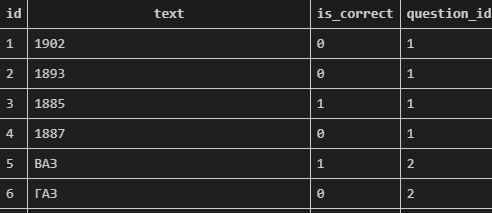 id text is_correct question_id
1 1902 0 1
2 1893 0 1
3 1885 1 1
4 1887 0 1
5 ВАЗ 1 2
6 ГАЗ 0 2